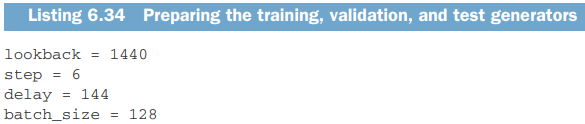 Listing 6.34 Preparing the training, validation, and test generators
lookback = 1440
step = 6
delay = 144
batch_size = 128